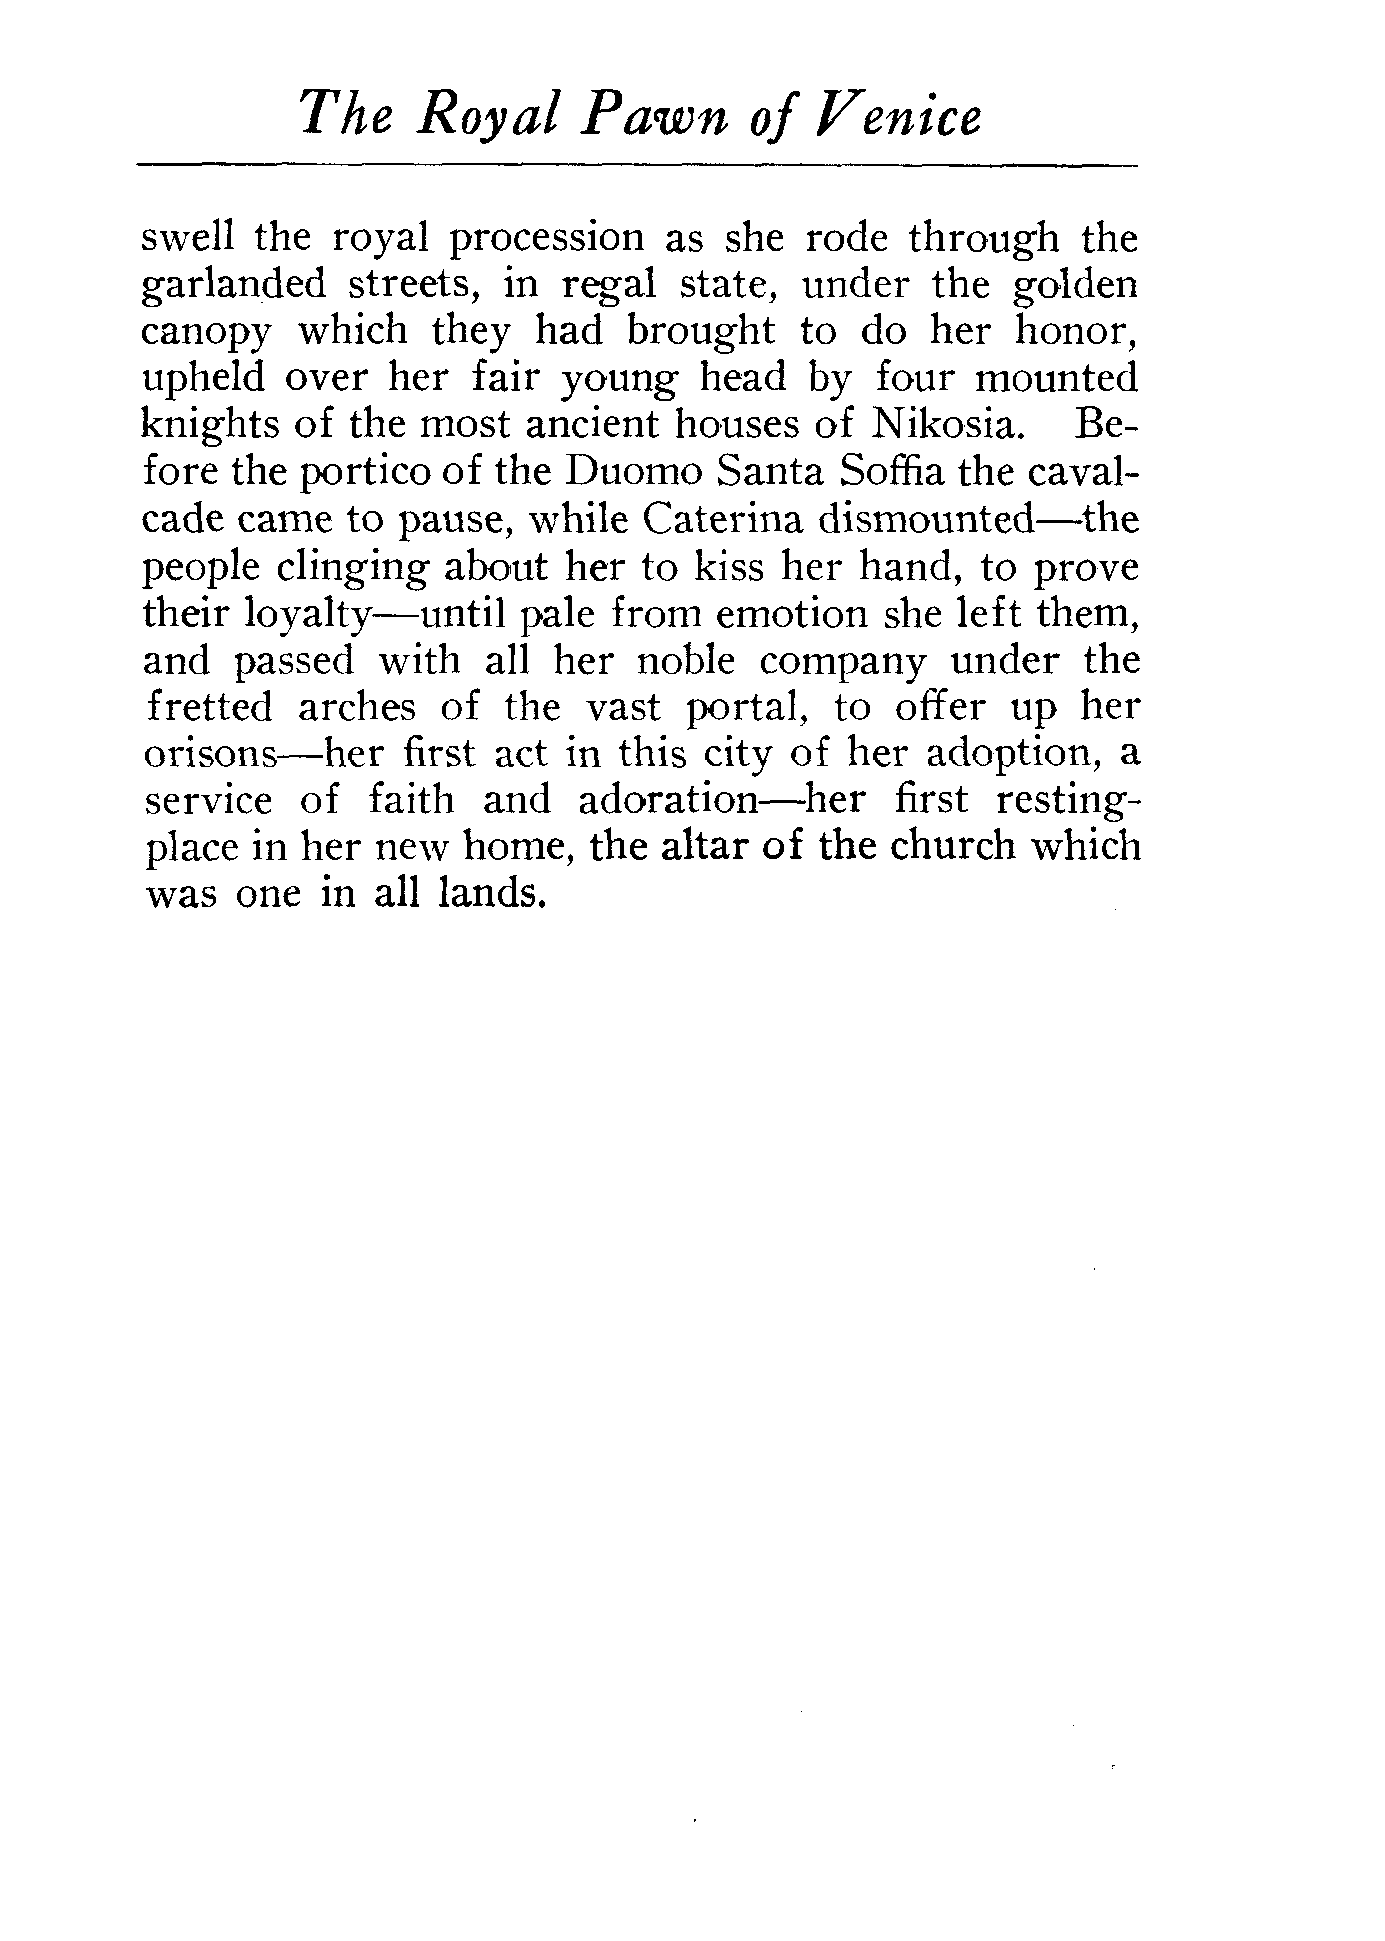 The Royal Pawn of Venice
swell the royal procession as she rode through the
garlanded streets, in regal state, under the golden
canopy which they had brought to do her honor,
upheld over her fair young head by four mounted
knights of the most ancient houses of Nikosia. Be-
fore the portico of the Duomo Santa Soffia the caval-
cade came to pause, while Caterina dismounted—the
people clinging about her to kiss her hand, to prove
their loyalty—until pale from emotion she left them,
and passed with all her noble company under the
fretted arches of the vast portal, to offer up her
orisons—her first act in this city of her adoption, a
service of faith and adoration—her first resting-
place in her new home, the altar of the church which
was one in all lands.